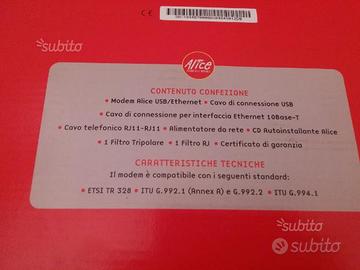 subito
Alice
CONTENUTO CONFEZIONE
• Modem Alice USB/Ethernet • Cavo di connessione USB
• Cavo di connessione per interfaccia Ethernet 10Base-T
• Cavo telefonico RJ11-RJ11 • Alimentatore da rete • CD Autoinstallante Alice
• 1 Filtro Tripolare • 1 Filtro RJ • Certificato di garanzia
CARATTERISTICHE TECNICHE
Il modem è compatibile con i seguenti standard:
• ETSI TR 328 • ITU G.992.1 (Annex A) e G.992.2 • ITU G.994.1
subito
subito
subito